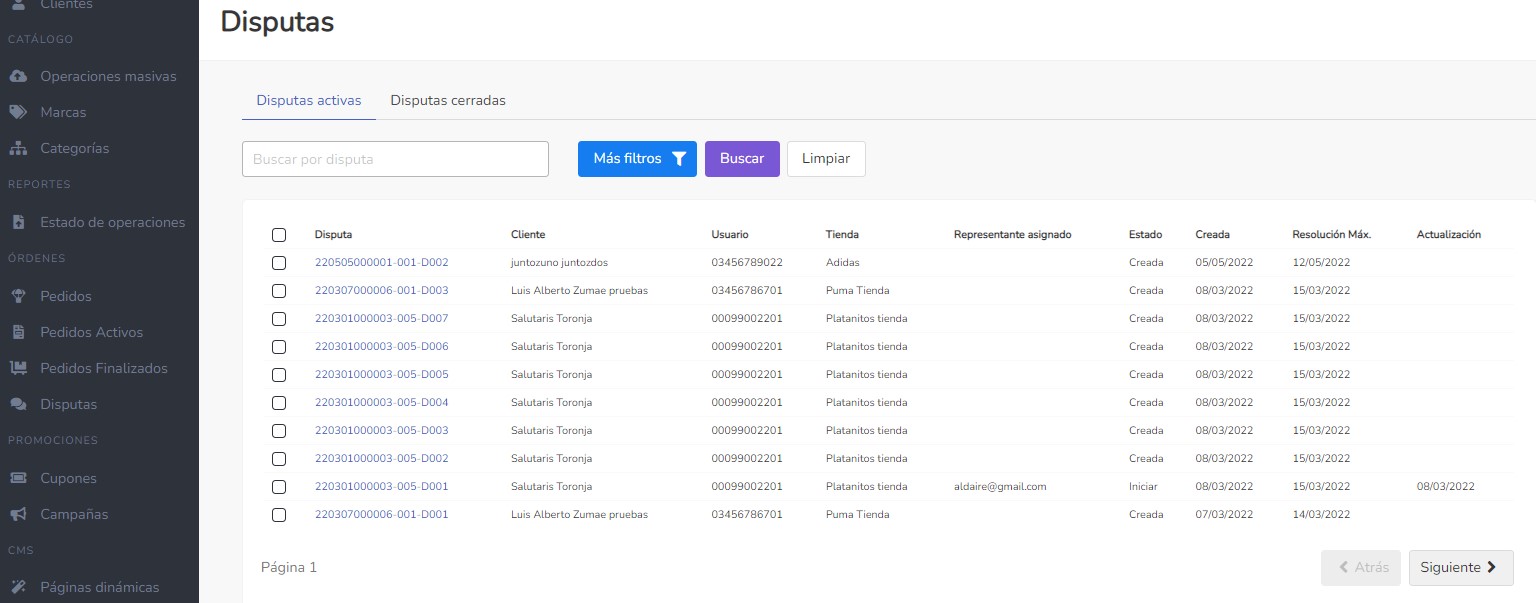 Clientes
CATÁLOGO
Operaciones masivas
Marcas
Categorías
REPORTES
Estado de operaciones
ÓRDENES
Pedidos
Pedidos Activos
Pedidos Finalizados
Disputas
PROMOCIONES
Cupones
Campañas
CMS
Páginas dinámicas
Disputas
Disputas activas Disputas cerradas
Buscar por disputa Más filtros Buscar Limpiar
Disputa Cliente Usuario Tienda Representante asignado Estado Creada Resolución Máx. Actualización
220505000001-001-D002 juntozuno juntozdos 03456789022 Adidas Creada 05/05/2022 12/05/2022
220307000006-001-D003 Luis Alberto Zumae pruebas 03456786701 Puma Tienda Creada 08/03/2022 15/03/2022
220301000003-005-D007 Salutaris Toronja 00099002201 Platanitos tienda Creada 08/03/2022 15/03/2022
220301000003-005-D006 Salutaris Toronja 00099002201 Platanitos tienda Creada 08/03/2022 15/03/2022
220301000003-005-D005 Salutaris Toronja 00099002201 Platanitos tienda Creada 08/03/2022 15/03/2022
220301000003-005-D004 Salutaris Toronja 00099002201 Platanitos tienda Creada 08/03/2022 15/03/2022
220301000003-005-D003 Salutaris Toronja 00099002201 Platanitos tienda Creada 08/03/2022 15/03/2022
220301000003-005-D002 Salutaris Toronja 00099002201 Platanitos tienda Creada 08/03/2022 15/03/2022
220301000003-005-D001 Salutaris Toronja 00099002201 Platanitos tienda aldaire@gmail.com Iniciar 08/03/2022 15/03/2022 08/03/2022
220307000006-001-D001 Luis Alberto Zumae pruebas 03456786701 Puma Tienda Creada 07/03/2022 14/03/2022
Página 1 Atrás Siguiente